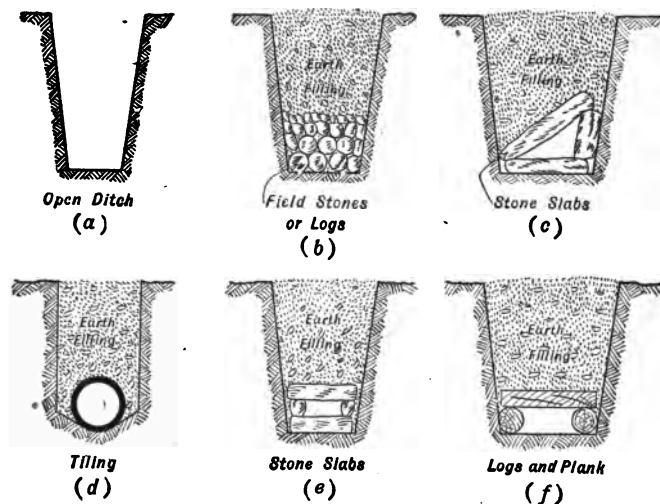 Open Ditch
(a)
Earth
Filling
Field Stones
or Logs
(b)
Earth
Filling
Stone Slabs
(c)
Earth
Filling
Tiling
(d)
Earth
Filling
Stone Slabs
(e)
Earth
Filling
Logs and Plank
(f)